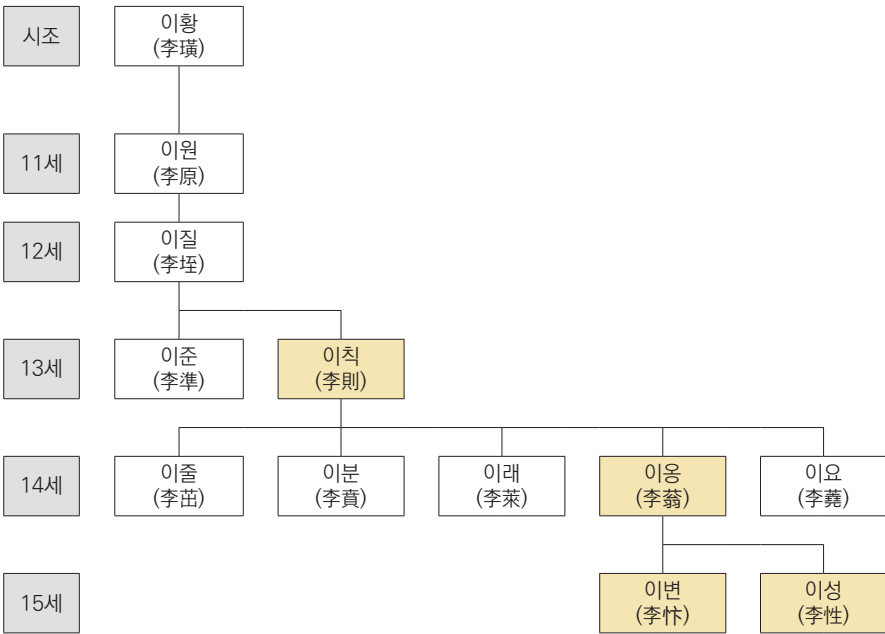 시조
이황
(李璜)
11세
이원
(李原)
12세
이질
(李垤)
13세
이준
(李準)
이칙
(李則)
14세
이줄
(李茁)
이분
(李蕡)
이래
(李萊)
이옹
(李蓊)
이요
(李蕘)
15세
이변
(李忭)
이성
(李性)